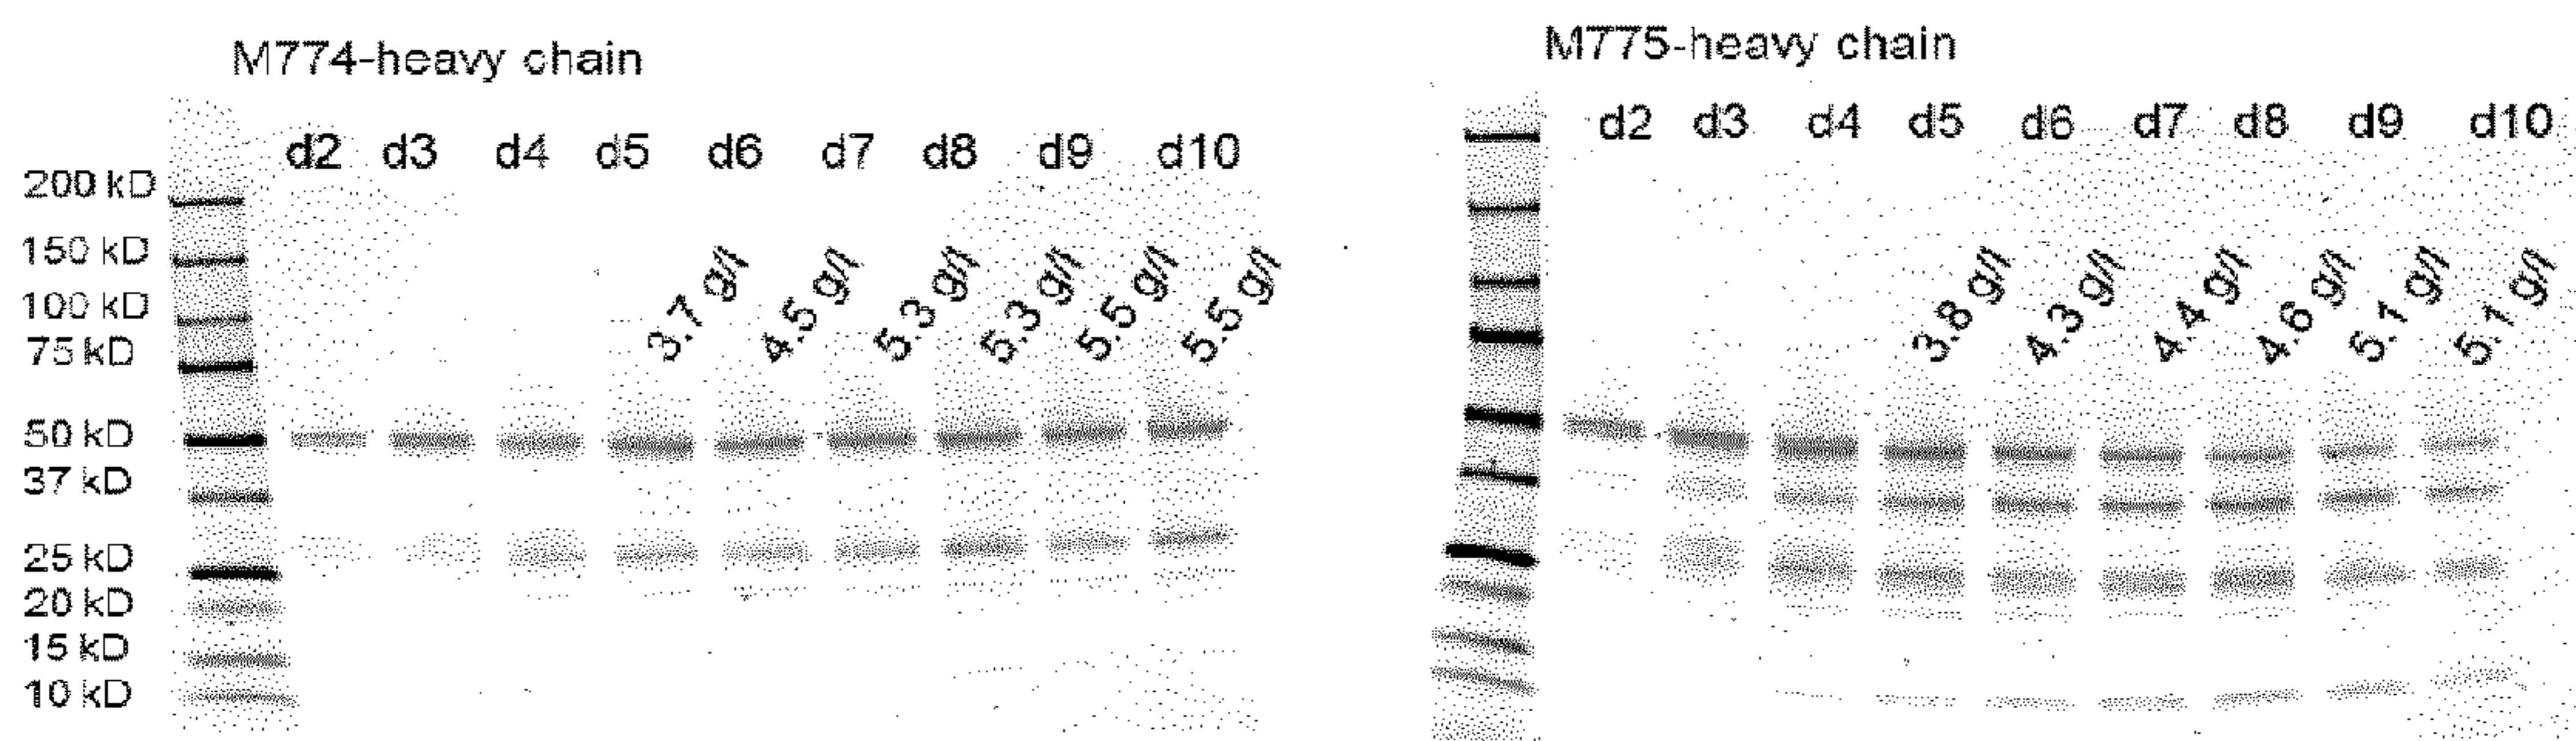 M774-heavy chain
d2 d3 d4 d5 d6 d7 d8 d9 d10
200 kD
150 kD
100 kD
75 kD
50 kD
37 kD
25 kD
20 kD
15 kD
10 kD
3.7 g/l
4.5 g/l
5.3 g/l
5.3 g/l
5.5 g/l
5.5 g/l
M775-heavy chain
d2 d3 d4 d5 d6 d7 d8 d9 d10
3.8 g/l
4.3 g/l
4.4 g/l
4.6 g/l
5.1 g/l
5.1 g/l